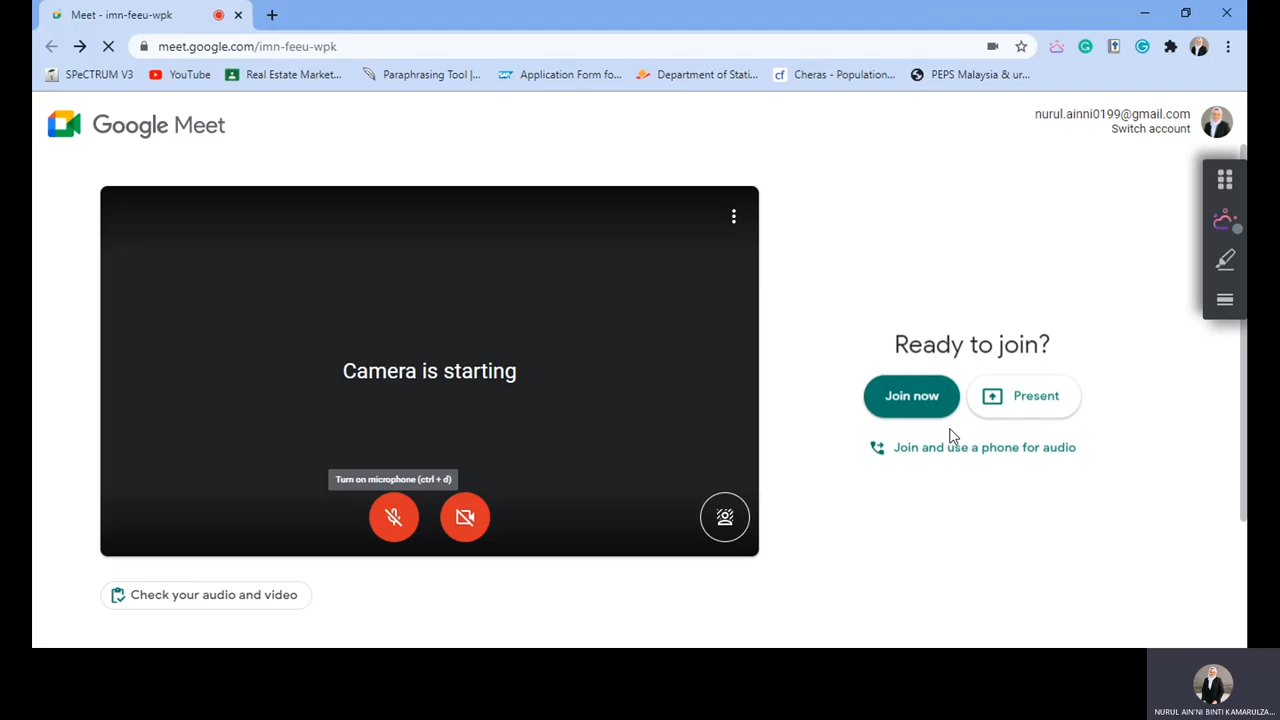 Meet - imn-feeu-wpk
meet.google.com/imn-feeu-wpk
SPeCTRUM V3
YouTube
Real Estate Market...
Paraphrasing Tool |...
Application Form fo...
Department of Stati...
cf Cheras - Population...
PEPS Malaysia & ur...
Google Meet
nurul.ainni0199@gmail.com
Switch account
Camera is starting
Ready to join?
Join now
Present
Join and use a phone for audio
Turn on microphone (ctrl + d)
Check your audio and video
NURUL AIN'NI BINTI KAMARULZA...